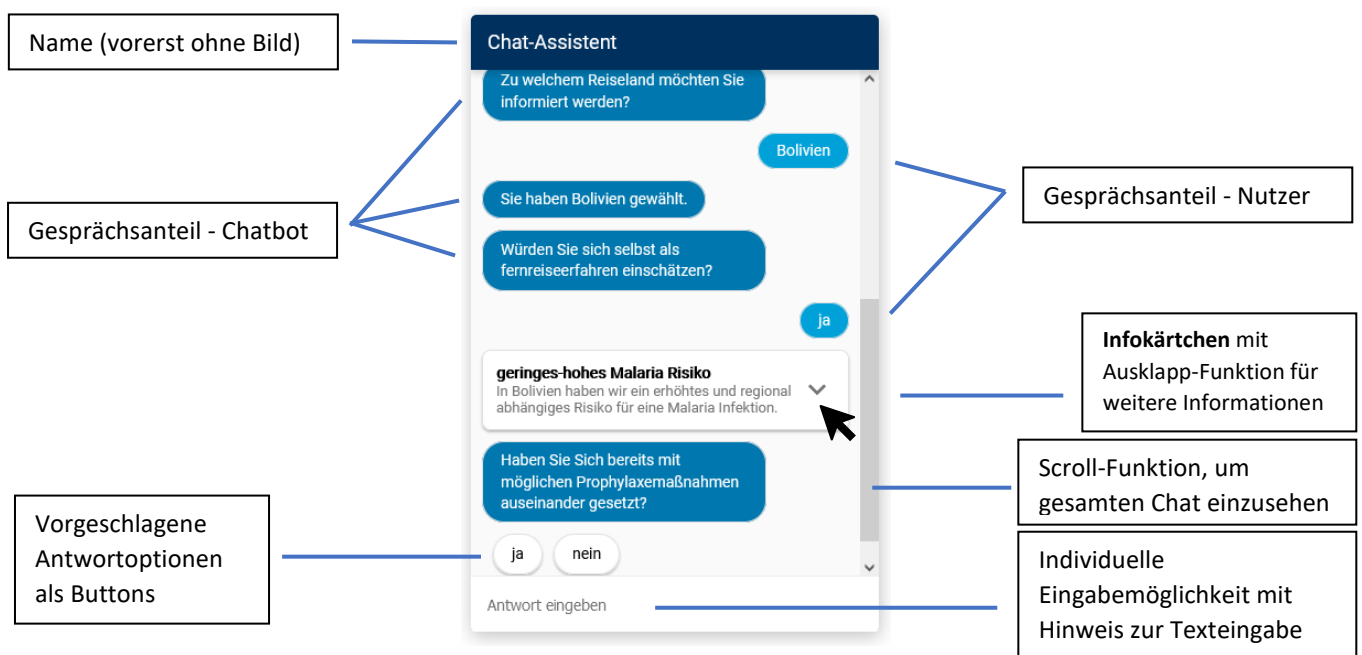 Name (vorerst ohne Bild)
Chat-Assistent
Zu welchem Reiseland möchten Sie
informiert werden?
Bolivien
Sie haben Bolivien gewählt.
Würden Sie sich selbst als
fernreiseerfahren einschätzen?
ja
geringes-hohes Malaria Risiko
In Bolivien haben wir ein erhöhtes und regional
abhängiges Risiko für eine Malaria Infektion.
Haben Sie Sich bereits mit
möglichen Prophylaxemaßnahmen
auseinander gesetzt?
ja
nein
Antwort eingeben
Gesprächsanteil - Chatbot
Vorgeschlagene
Antwortoptionen
als Buttons
Gesprächsanteil - Nutzer
Infokärtchen mit
Ausklapp-Funktion für
weitere Informationen
Scroll-Funktion, um
gesamten Chat einzusehen
Individuelle
Eingabemöglichkeit mit
Hinweis zur Texteingabe